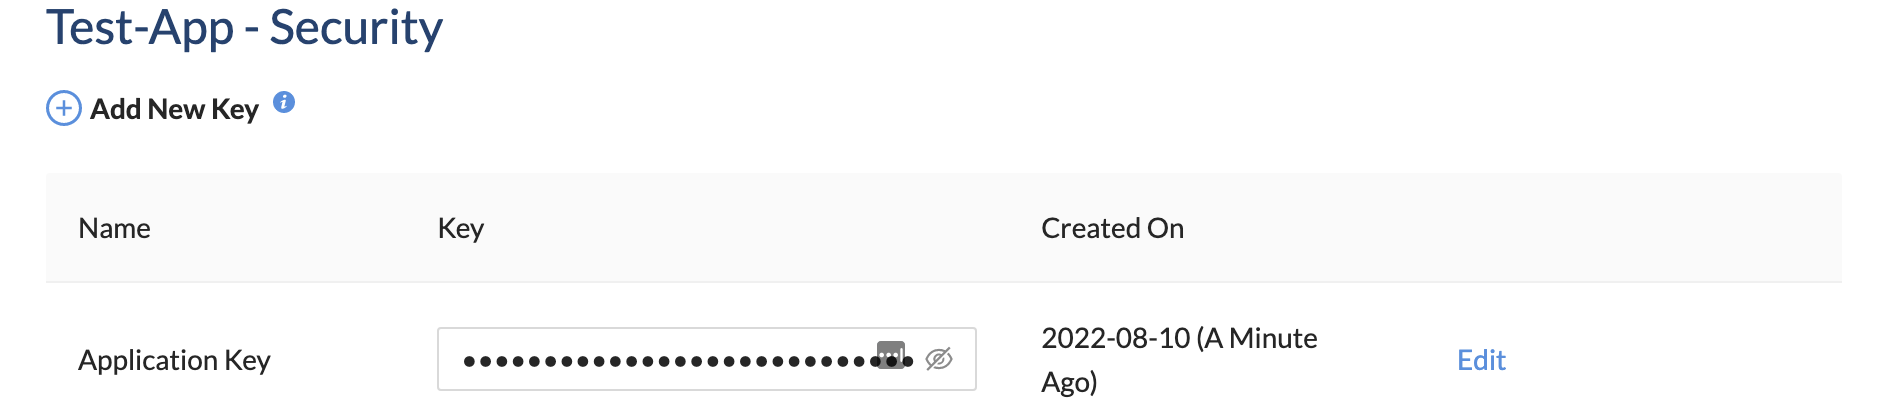 Test-App - Security
Add New Key
Name Key Created On
Application Key 2022-08-10 (A Minute
Ago) Edit